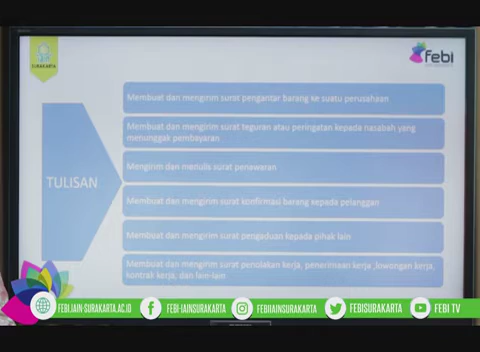 SURAKARTA
febi
Membuat dan mengirim surat pengantar barang ke suatu perusahaan
Membuat dan mengirim surat teguran atau peringatan kepada nasabah yang
menunggak pembayaran
TULISAN
Mengirim dan menulis surat penawaran
Membuat dan mengirim surat konfirmasi barang kepada pelanggan
Membuat dan mengirim surat pengaduan kepada pihak lain
Membuat dan mengirim surat penolakan kerja, penerimaan kerja ,lowongan kerja,
kontrak kerja, dan lain-lain
FEBI.IAIN-SURAKARTA.AC.ID
FEBI-IAINSURAKARTA
FEBIIAINSURAKARTA
FEBISURAKARTA
FEBI TV